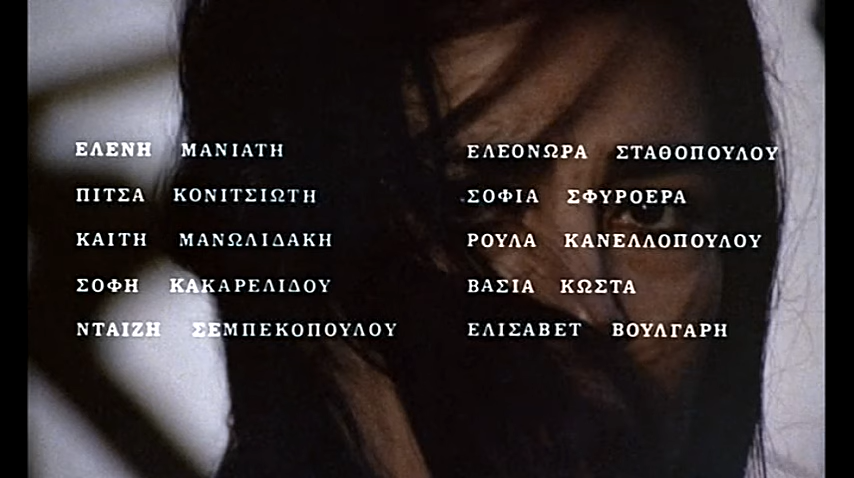 ΕΛΕΝΗ ΜΑΝΙΑΤΗ
ΠΙΤΣΑ ΚΟΝΙΤΣΙΩΤΗ
ΚΑΙΤΗ ΜΑΝΩΛΙΔΑΚΗ
ΣΟΦΗ ΚΑΚΑΡΕΛΙΔΟΥ
ΝΤΑΙΖΗ ΣΕΜΠΕΚΟΠΟΥΛΟΥ
ΕΛΕΟΝΩΡΑ ΣΤΑΘΟΠΟΥΛΟΥ
ΣΟΦΙΑ ΣΦΥΡΟΕΡΑ
ΡΟΥΛΑ ΚΑΝΕΛΛΟΠΟΥΛΟΥ
ΒΑΣΙΑ ΚΩΣΤΑ
ΕΛΙΣΑΒΕΤ ΒΟΥΛΓΑΡΗ